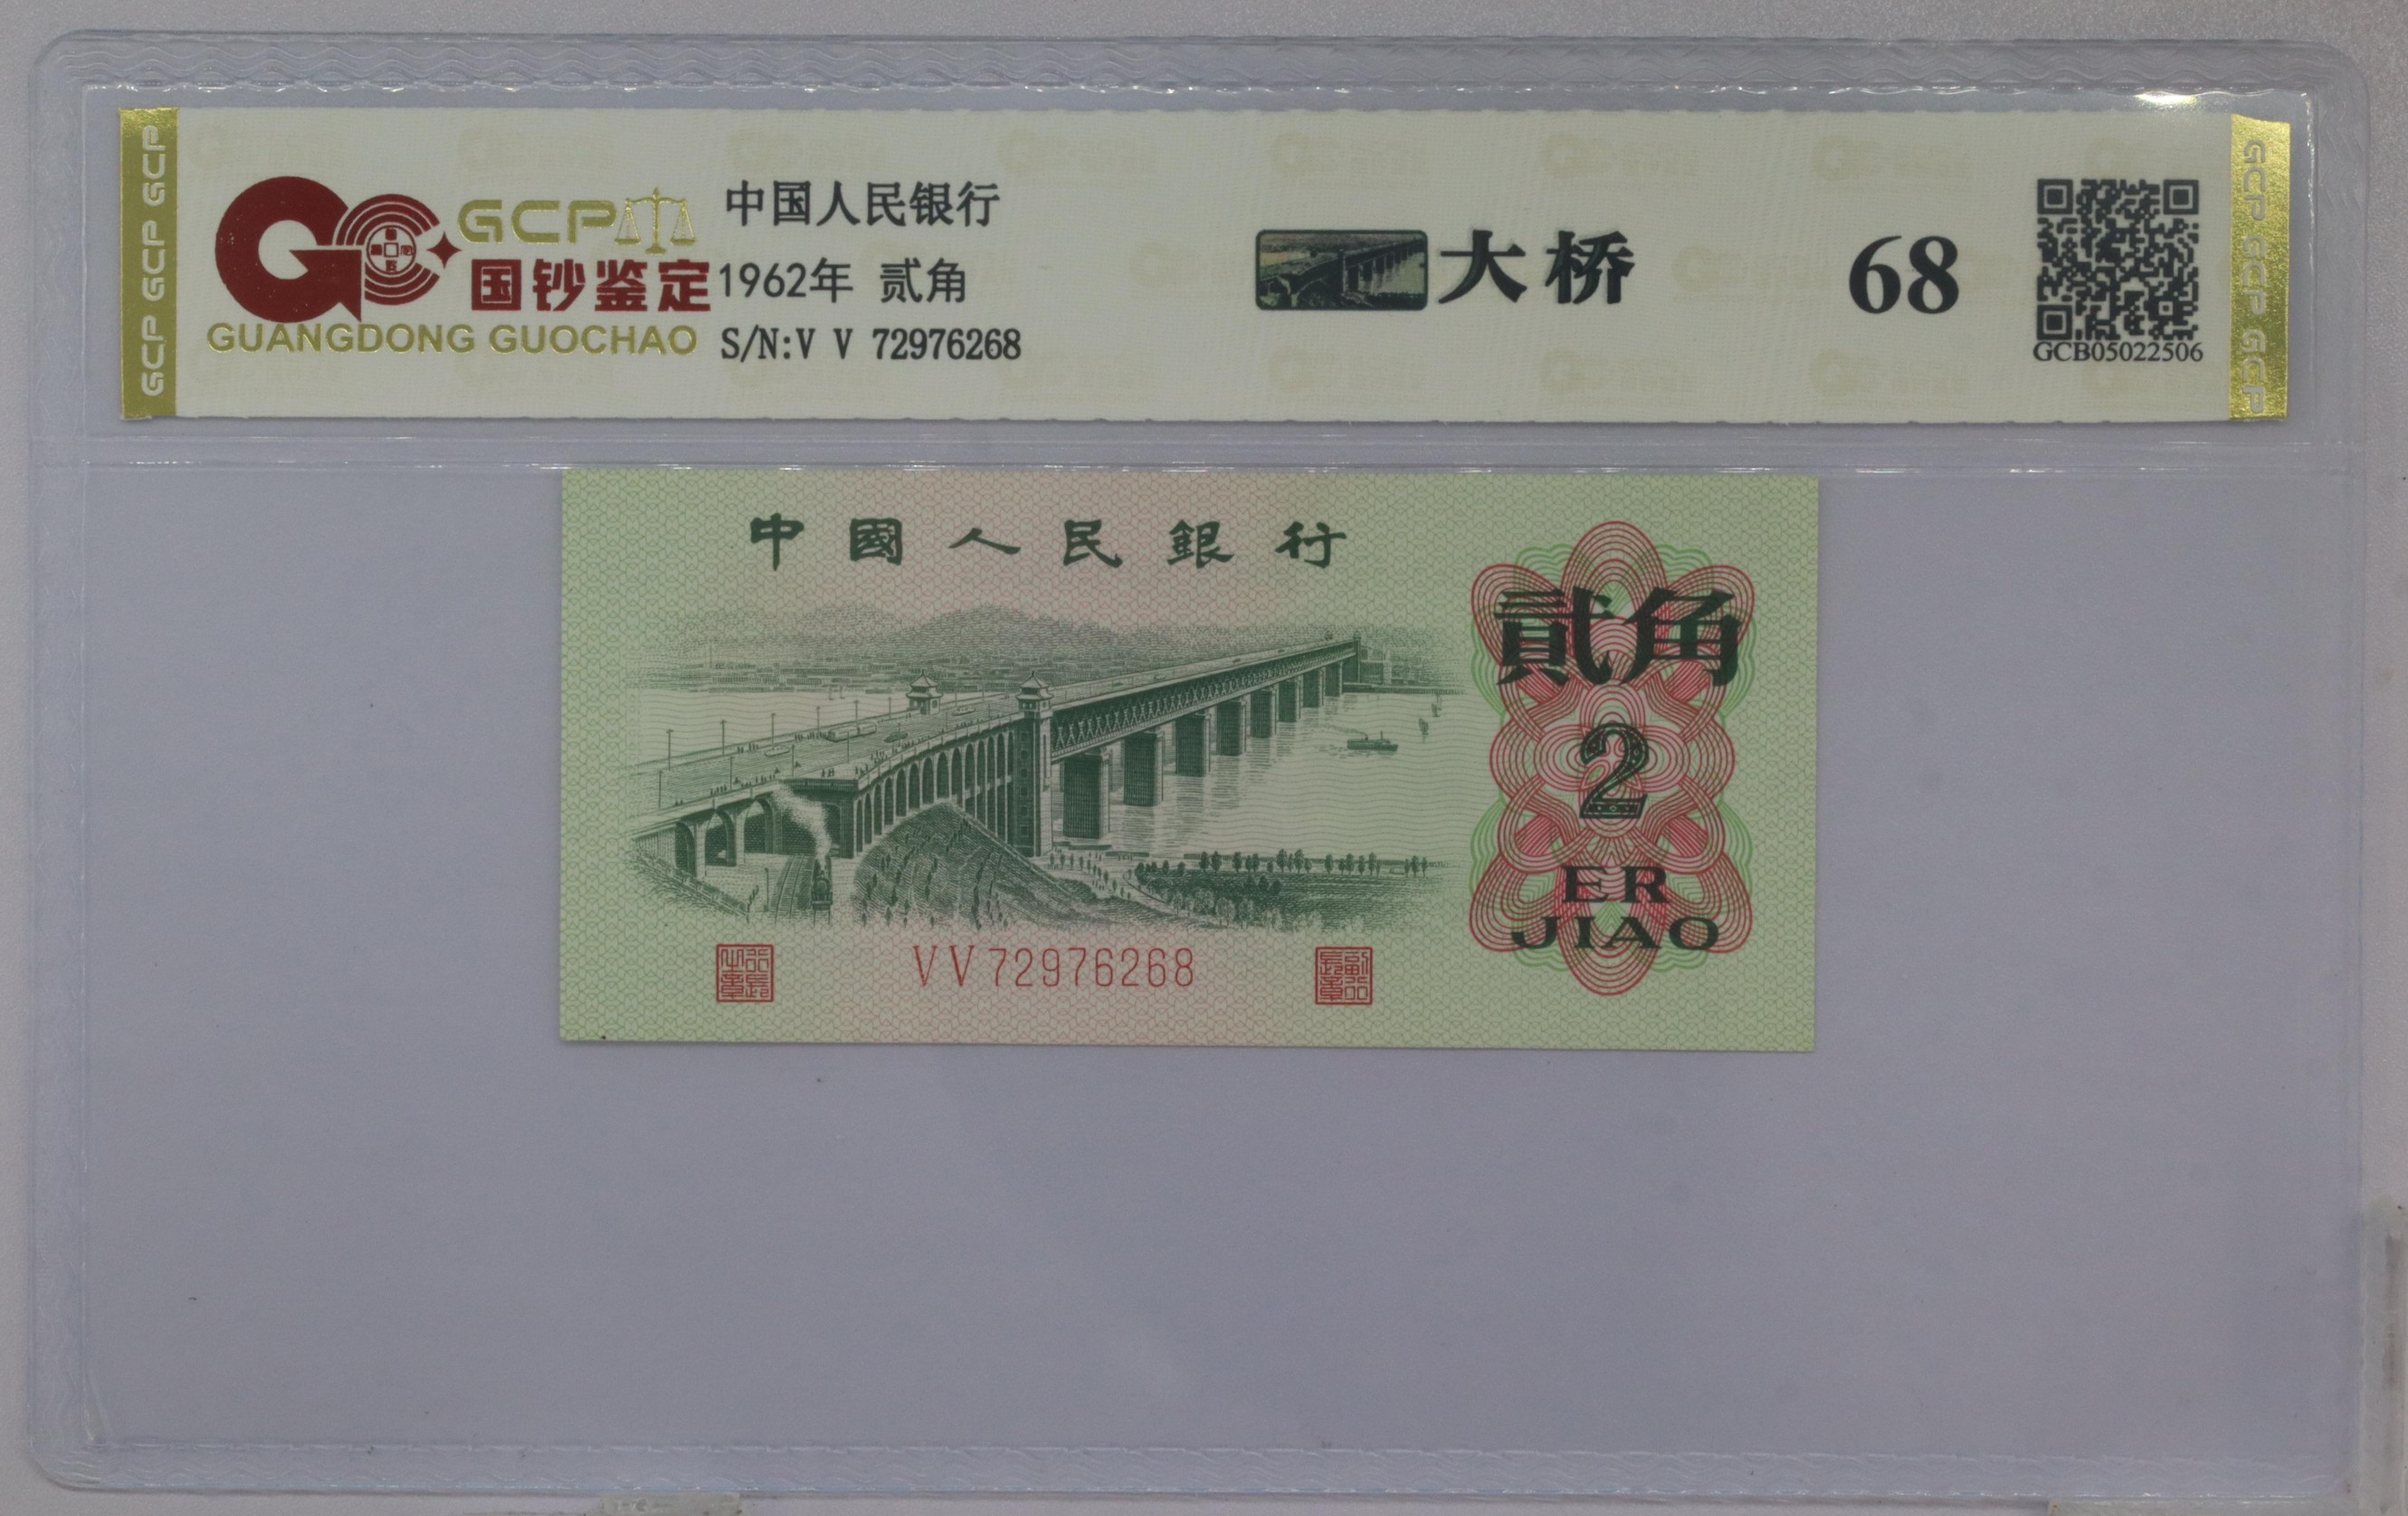 GCP GCP GCP
GCP
国钞鉴定
GUANGDONG GUOCHAO
中国人民银行
1962年 贰角
S/N:V V 72976268
大桥
68
GCB05022506
GCP GCP GCP
中國人民銀行
貳角
2
ER
JIAO
VV72976268